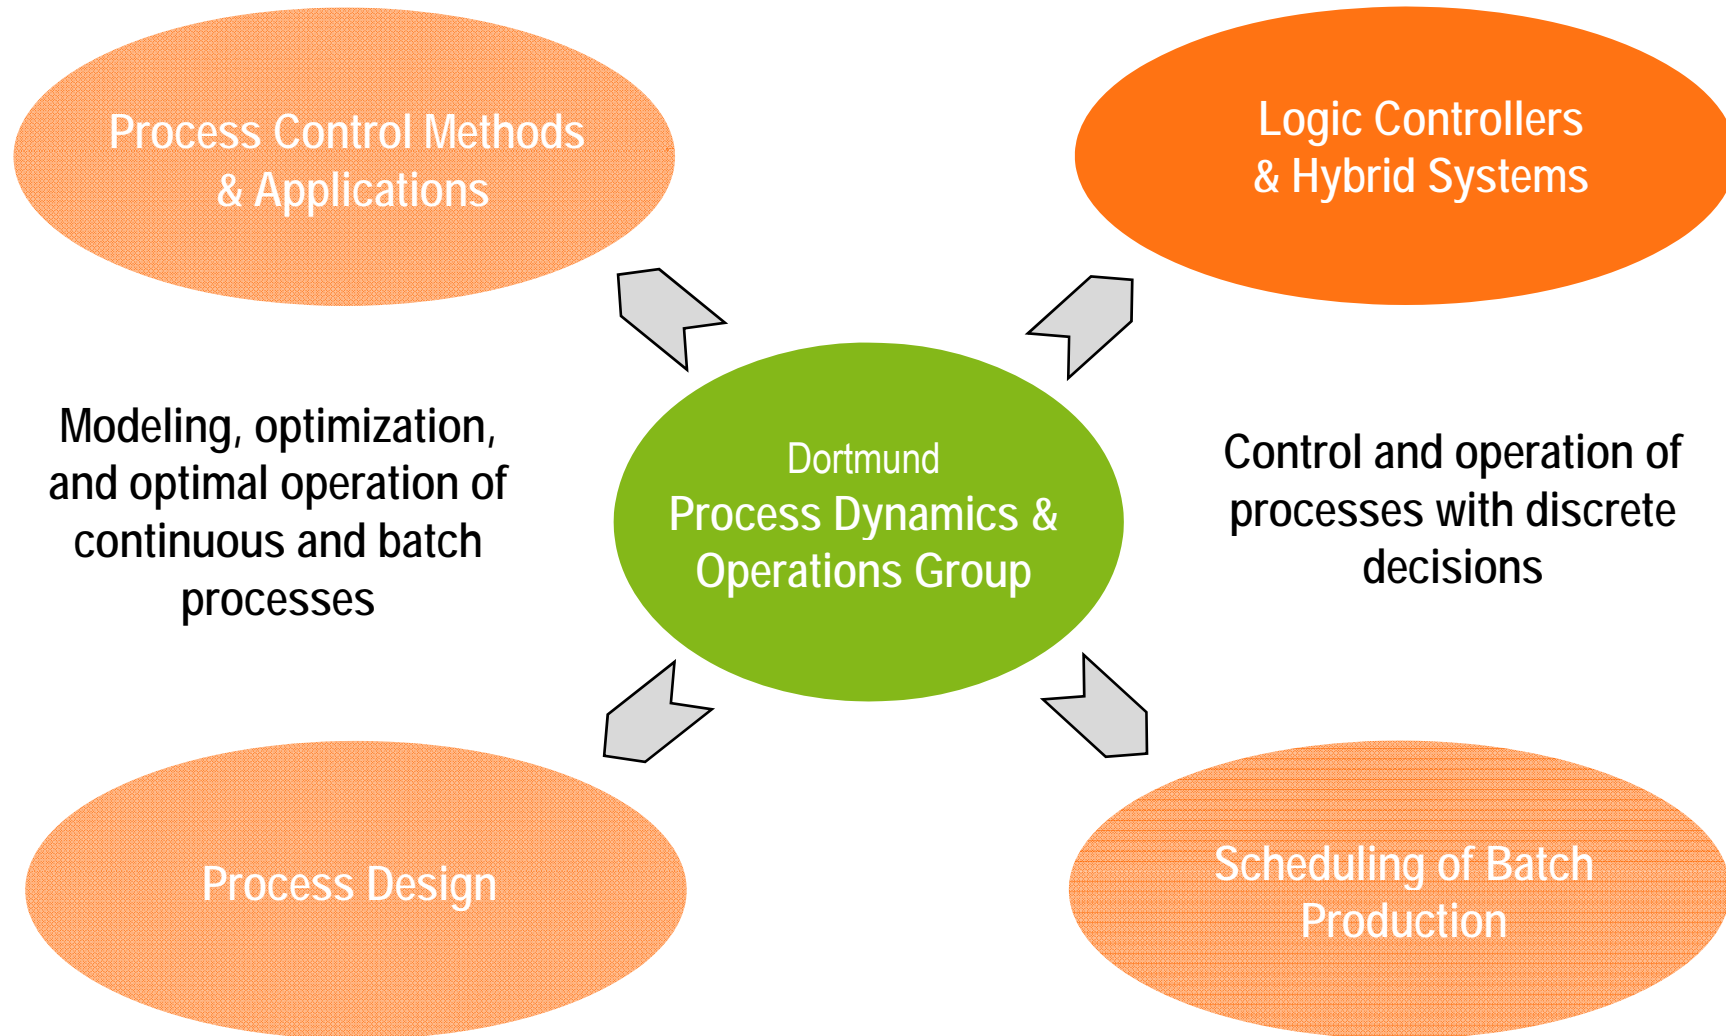 Process Control Methods
& Applications
Logic Controllers
& Hybrid Systems
Modeling, optimization,
and optimal operation of
continuous and batch
processes
Dortmund
Process Dynamics &
Operations Group
Control and operation of
processes with discrete
decisions
Process Design
Scheduling of Batch
Production